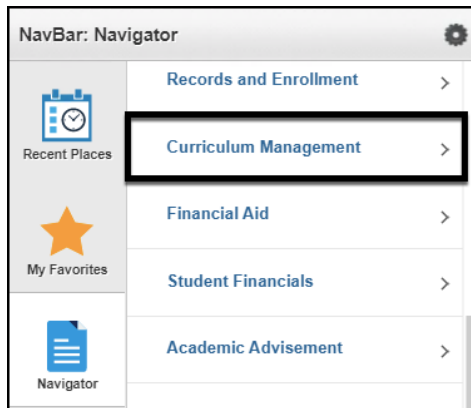 NavBar: Navigator
Recent Places
My Favorites
Navigator
Records and Enrollment
Curriculum Management
Financial Aid
Student Financials
Academic Advisement